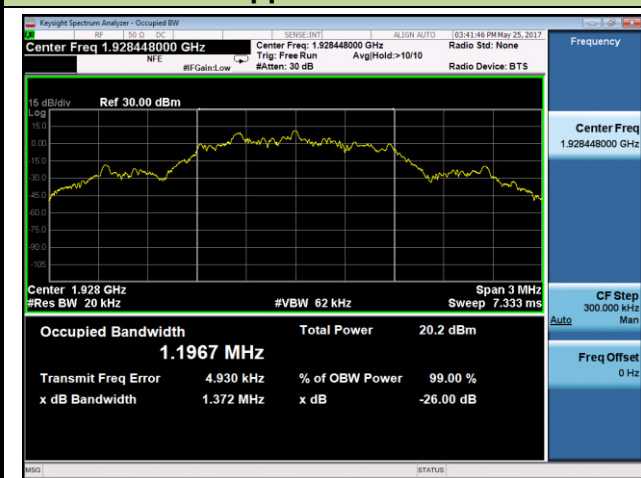 Keysight Spectrum Analyzer - Occupied BW
RF 50 Ω DC SENSE:INT ALIGN AUTO 03:41:46 PM May 25, 2017
Center Freq 1.928448000 GHz Center Freq: 1.928448000 GHz Radio Std: None
NFE Trig: Free Run Avg|Hold:>10/10
#IFGain:Low #Atten: 30 dB Radio Device: BTS
Frequency
15 dB/div Ref 30.00 dBm
Log
15.0
0.00
-15.0
-30.0
-45.0
-60.0
-75.0
-90.0
-105
Center Freq
1.928448000 GHz
Center 1.928 GHz Span 3 MHz
#Res BW 20 kHz #VBW 62 kHz Sweep 7.333 ms
CF Step
300.000 kHz
Auto Man
Occupied Bandwidth Total Power 20.2 dBm
1.1967 MHz
Freq Offset
0 Hz
Transmit Freq Error 4.930 kHz % of OBW Power 99.00 %
x dB Bandwidth 1.372 MHz x dB -26.00 dB
MSG STATUS